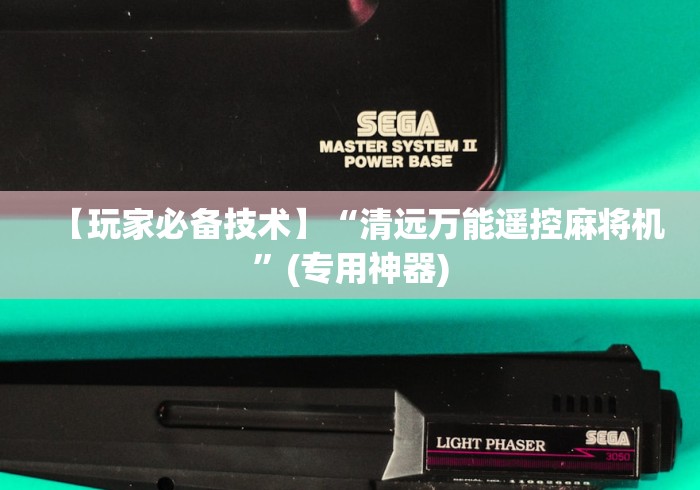 SEGA
MASTER SYSTEM II
POWER BASE
【玩家必备技术】“清远万能遥控麻将机
”(专用神器)
LIGHT PHASER
SEGA
3050